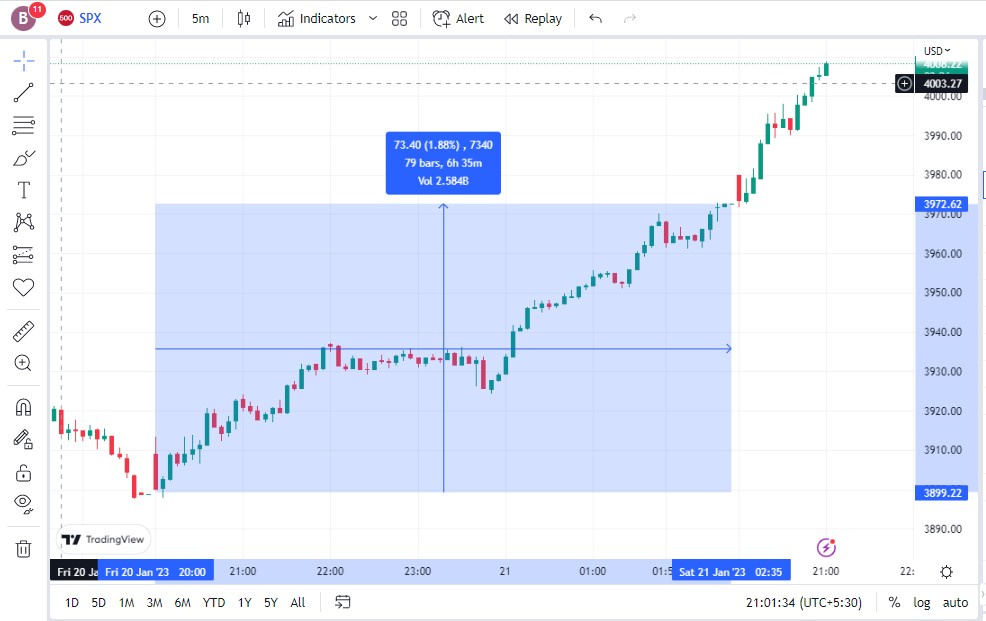 B 11 500 SPX 5m Indicators Alert Replay
USD
4003.27
4000.00
3990.00
73.40 (1.88%) , 7340
79 bars, 6h 35m
Vol 2.584B
3980.00
3972.62
3970.00
3960.00
3950.00
3940.00
3930.00
3920.00
3910.00
3899.22
3890.00
TradingView
Fri 20 Ja Fri 20 Jan '23 20:00 21:00 22:00 23:00 21 01:00 01:5 Sat 21 Jan '23 02:35 21:00 22:
1D 5D 1M 3M 6M YTD 1Y 5Y All 21:01:34 (UTC+5:30) % log auto